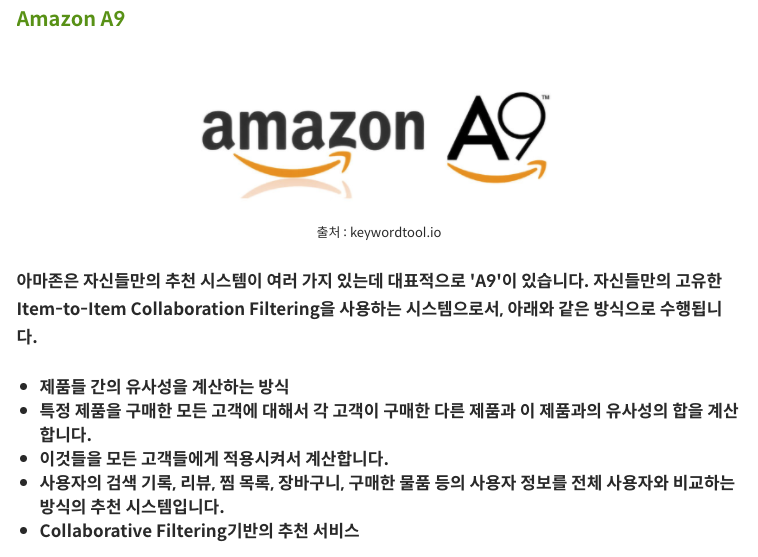 Amazon A9
amazon A9™
출처 : keywordtool.io
아마존은 자신들만의 추천 시스템이 여러 가지 있는데 대표적으로 'A9'이 있습니다. 자신들만의 고유한
Item-to-Item Collaboration Filtering을 사용하는 시스템으로서, 아래와 같은 방식으로 수행됩니
다.
• 제품들 간의 유사성을 계산하는 방식
• 특정 제품을 구매한 모든 고객에 대해서 각 고객이 구매한 다른 제품과 이 제품과의 유사성의 합을 계산
합니다.
• 이것들을 모든 고객들에게 적용시켜서 계산합니다.
• 사용자의 검색 기록, 리뷰, 찜 목록, 장바구니, 구매한 물품 등의 사용자 정보를 전체 사용자와 비교하는
방식의 추천 시스템입니다.
• Collaborative Filtering기반의 추천 서비스